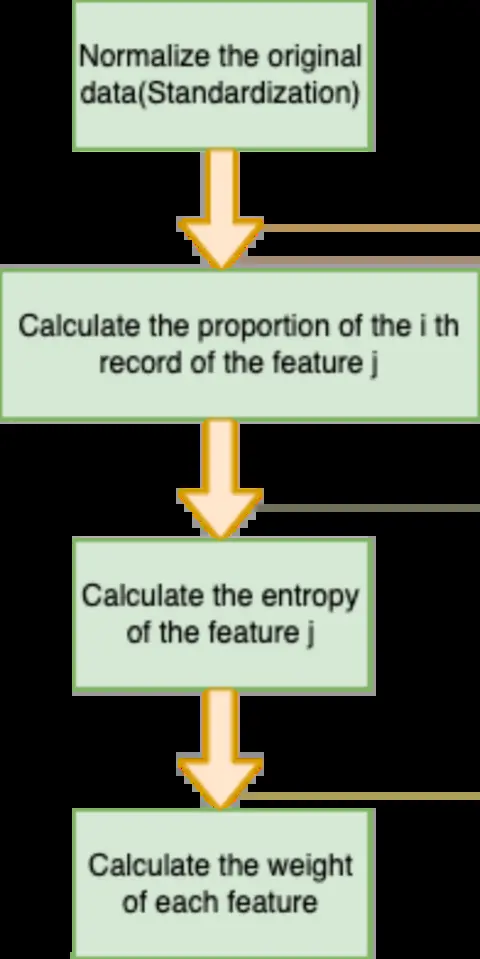 Normalize the original
data(Standardization)
Calculate the proportion of the i th
record of the feature j
Calculate the entropy
of the feature j
Calculate the weight
of each feature